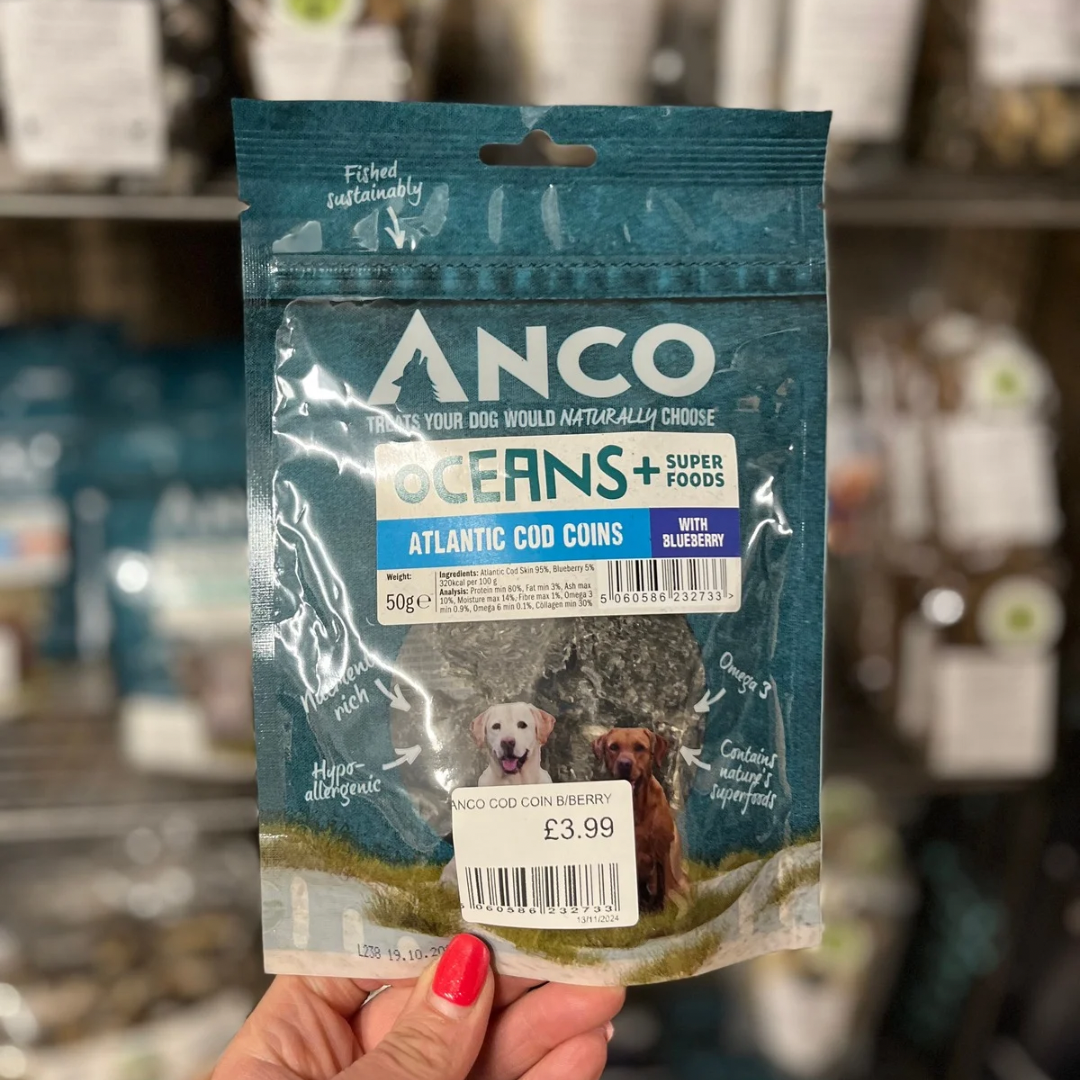 Fished
sustainably
ANCO
TREATS YOUR DOG WOULD NATURALLY CHOOSE
OCEANS+ SUPER
FOODS
ATLANTIC COD COINS
WITH
BLUEBERRY
Weight:
50g e
Ingredients: Atlantic Cod Skin 95%, Blueberry 5%
320kcal per 100 g
Analysis: Protein min 80%, Fat min 3%, Ash max
10%, Moisture max 14%, Fibre max 1%, Omega 3
min 0.9%, Omega 6 min 0.1%, Collagen min 30%
5 060586 232733 >
Nutrient
rich
Omega 3
Hypo-
allergenic
Contains
nature's
superfoods
ANCO COD COIN B/BERRY
£3.99
5 060586 232733
13/11/2024
L238 19.10.20